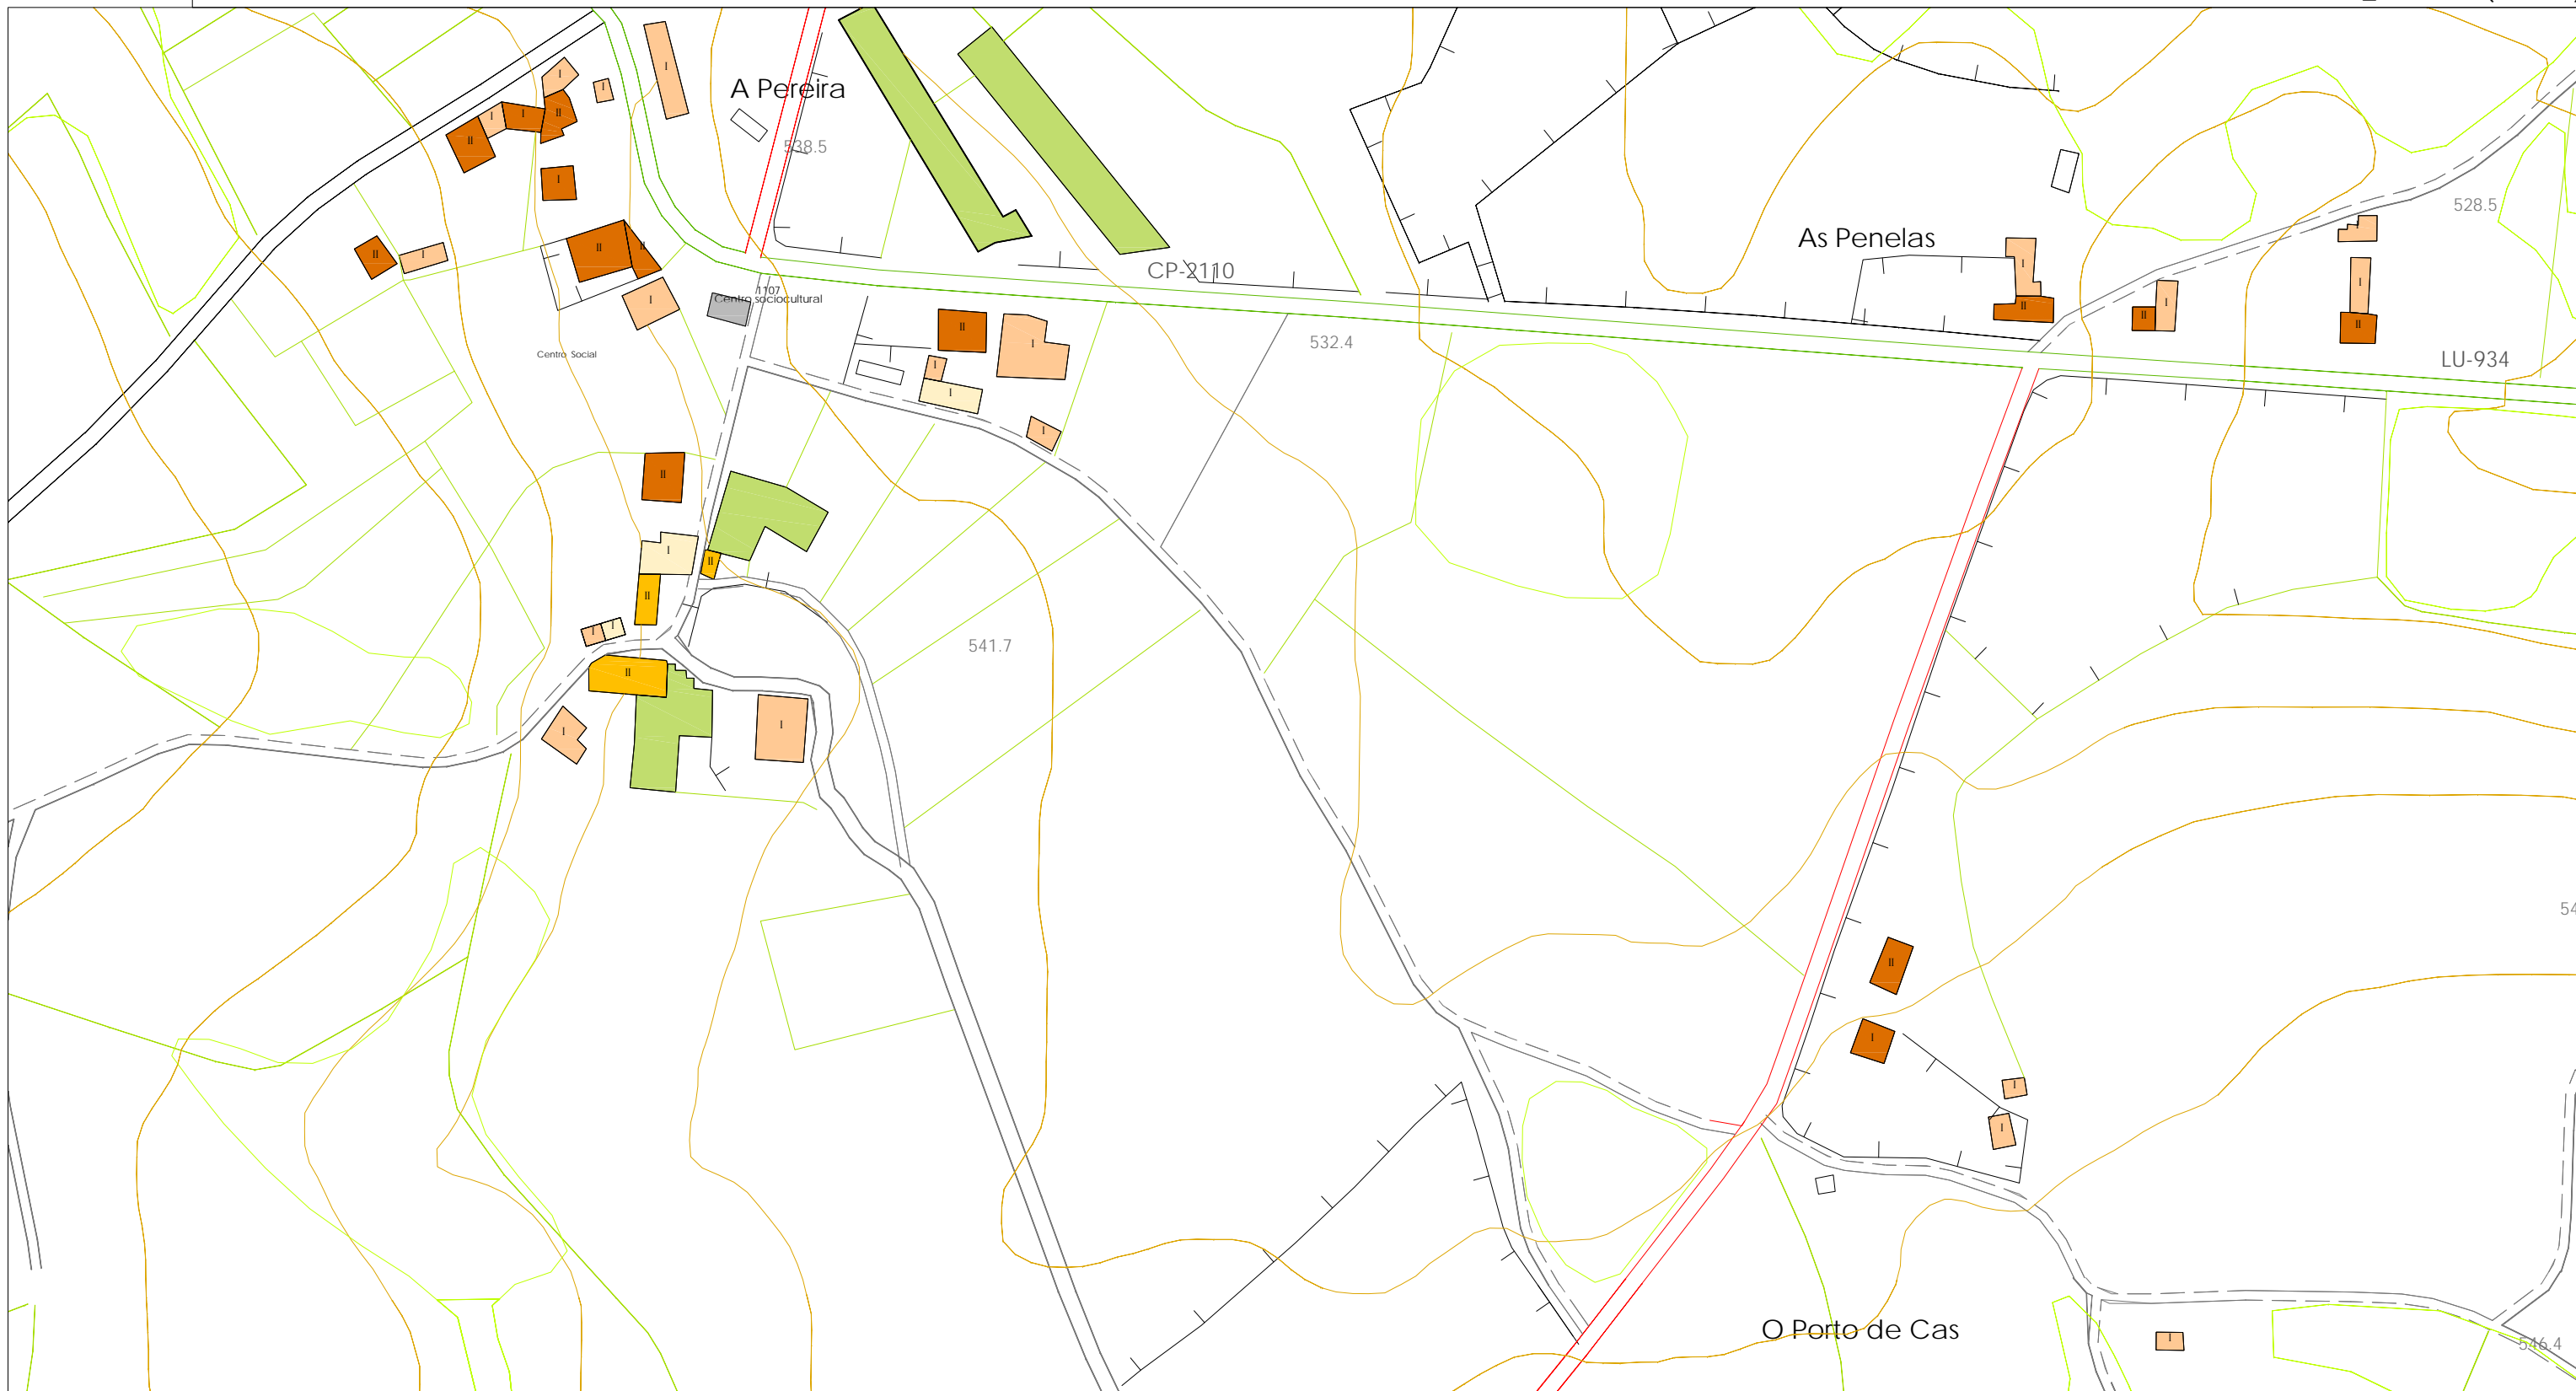 A Pereira
538.5
528.5
As Penelas
CP-2110
1107
Centro sociocultural
532.4
Centro Social
LU-934
541.7
O Porto de Cas
546.4